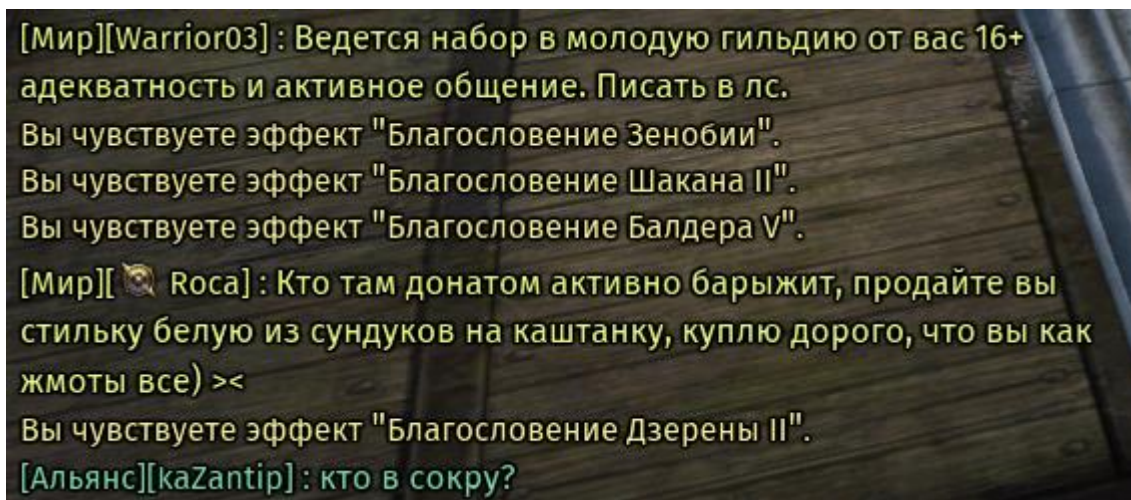 [Мир][Warrior03] : Ведется набор в молодую гильдию от вас 16+
адекватность и активное общение. Писать в лс.
Вы чувствуете эффект "Благословение Зенобии".
Вы чувствуете эффект "Благословение Шакана II".
Вы чувствуете эффект "Благословение Балдера V".
[Мир][ Roca] : Кто там донатом активно барыжит, продайте вы
стильку белую из сундуков на каштанку, куплю дорого, что вы как
жмоты все) ><
Вы чувствуете эффект "Благословение Дзерены II".
[Альянс][kaZantip] : кто в сокру?